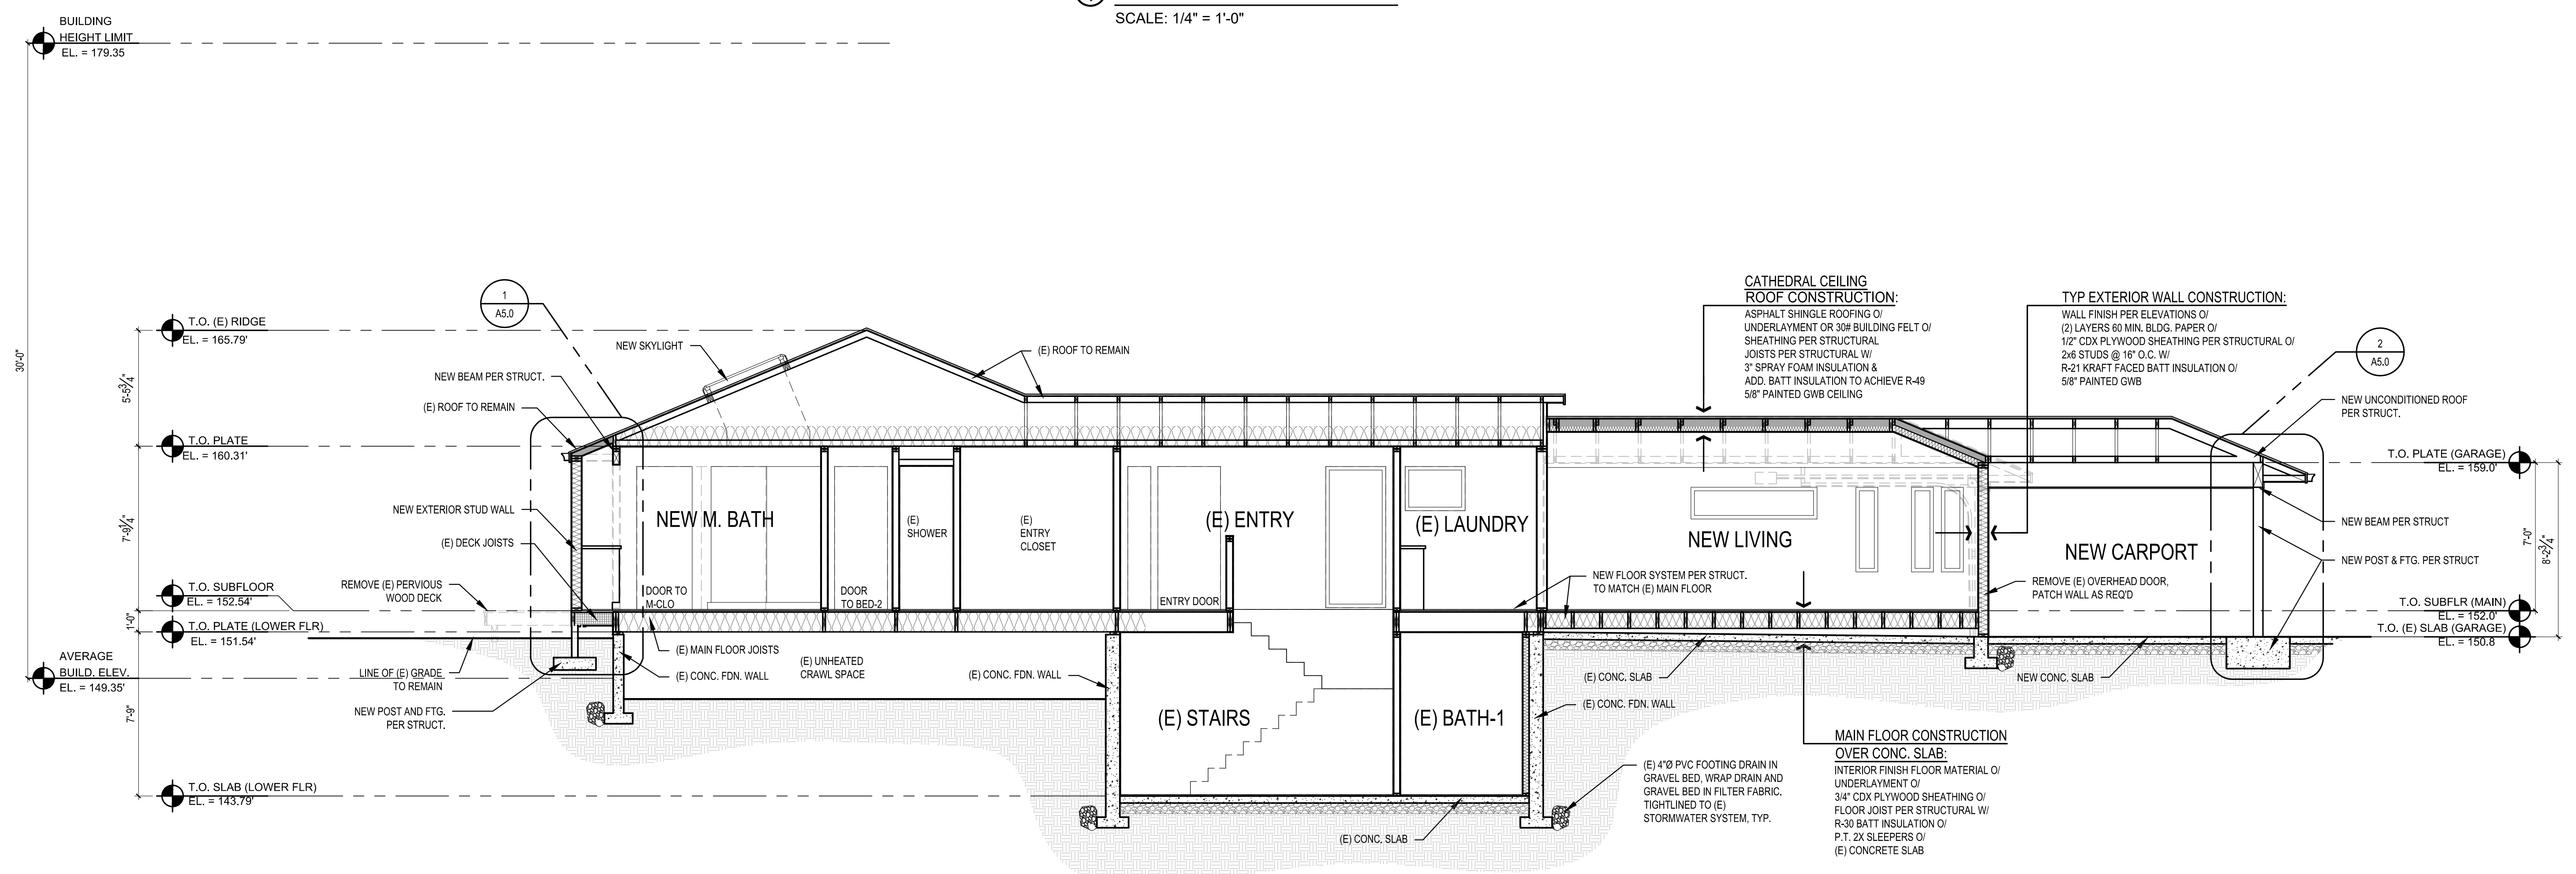 SCALE: 1/4" = 1'-0"
BUILDING
HEIGHT LIMIT
EL. = 179.35
30'-0"
T.O. (E) RIDGE
EL. = 165.79'
5'-5 3/4"
T.O. PLATE
EL. = 160.31'
7'-9 1/4"
T.O. SUBFLOOR
EL. = 152.54'
1'-0"
T.O. PLATE (LOWER FLR)
EL. = 151.54'
AVERAGE
BUILD. ELEV.
EL. = 149.35'
7'-9"
T.O. SLAB (LOWER FLR)
EL. = 143.79'
1
A5.0
NEW SKYLIGHT
(E) ROOF TO REMAIN
NEW BEAM PER STRUCT.
(E) ROOF TO REMAIN
NEW EXTERIOR STUD WALL
(E) DECK JOISTS
REMOVE (E) PERVIOUS
WOOD DECK
LINE OF (E) GRADE
TO REMAIN
NEW POST AND FTG.
PER STRUCT.
NEW M. BATH
DOOR TO
M-CLO
DOOR
TO BED-2
(E)
SHOWER
(E)
ENTRY
CLOSET
(E) ENTRY
ENTRY DOOR
(E) LAUNDRY
NEW LIVING
NEW CARPORT
(E) MAIN FLOOR JOISTS
(E) CONC. FDN. WALL
(E) UNHEATED
CRAWL SPACE
(E) CONC. FDN. WALL
(E) STAIRS
(E) BATH-1
(E) CONC. SLAB
NEW FLOOR SYSTEM PER STRUCT.
TO MATCH (E) MAIN FLOOR
(E) CONC. SLAB
(E) CONC. FDN. WALL
(E) 4"Ø PVC FOOTING DRAIN IN
GRAVEL BED, WRAP DRAIN AND
GRAVEL BED IN FILTER FABRIC.
TIGHTLINED TO (E)
STORMWATER SYSTEM, TYP.
CATHEDRAL CEILING
ROOF CONSTRUCTION:
ASPHALT SHINGLE ROOFING O/
UNDERLAYMENT OR 30# BUILDING FELT O/
SHEATHING PER STRUCTURAL
JOISTS PER STRUCTURAL W/
3" SPRAY FOAM INSULATION &
ADD. BATT INSULATION TO ACHIEVE R-49
5/8" PAINTED GWB CEILING
TYP EXTERIOR WALL CONSTRUCTION:
WALL FINISH PER ELEVATIONS O/
(2) LAYERS 60 MIN. BLDG. PAPER O/
1/2" CDX PLYWOOD SHEATHING PER STRUCTURAL O/
2x6 STUDS @ 16" O.C. W/
R-21 KRAFT FACED BATT INSULATION O/
5/8" PAINTED GWB
2
A5.0
NEW UNCONDITIONED ROOF
PER STRUCT.
T.O. PLATE (GARAGE)
EL. = 159.0'
NEW BEAM PER STRUCT
NEW POST & FTG. PER STRUCT
7'-0"
8'-2 3/4"
REMOVE (E) OVERHEAD DOOR,
PATCH WALL AS REQ'D
T.O. SUBFLR (MAIN)
EL. = 152.0'
T.O. (E) SLAB (GARAGE)
EL. = 150.8
NEW CONC. SLAB
MAIN FLOOR CONSTRUCTION
OVER CONC. SLAB:
INTERIOR FINISH FLOOR MATERIAL O/
UNDERLAYMENT O/
3/4" CDX PLYWOOD SHEATHING O/
FLOOR JOIST PER STRUCTURAL W/
R-30 BATT INSULATION O/
P.T. 2X SLEEPERS O/
(E) CONCRETE SLAB